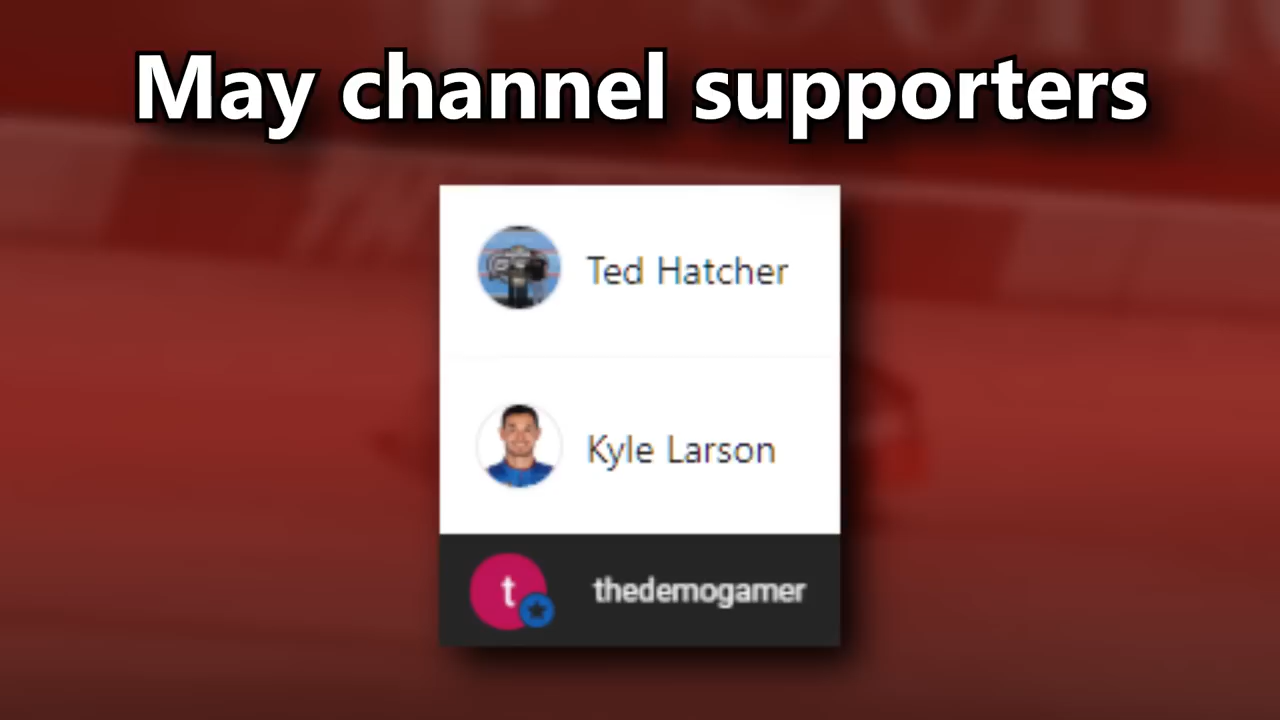 May channel supporters
Ted Hatcher
Kyle Larson
t
thedemogamer